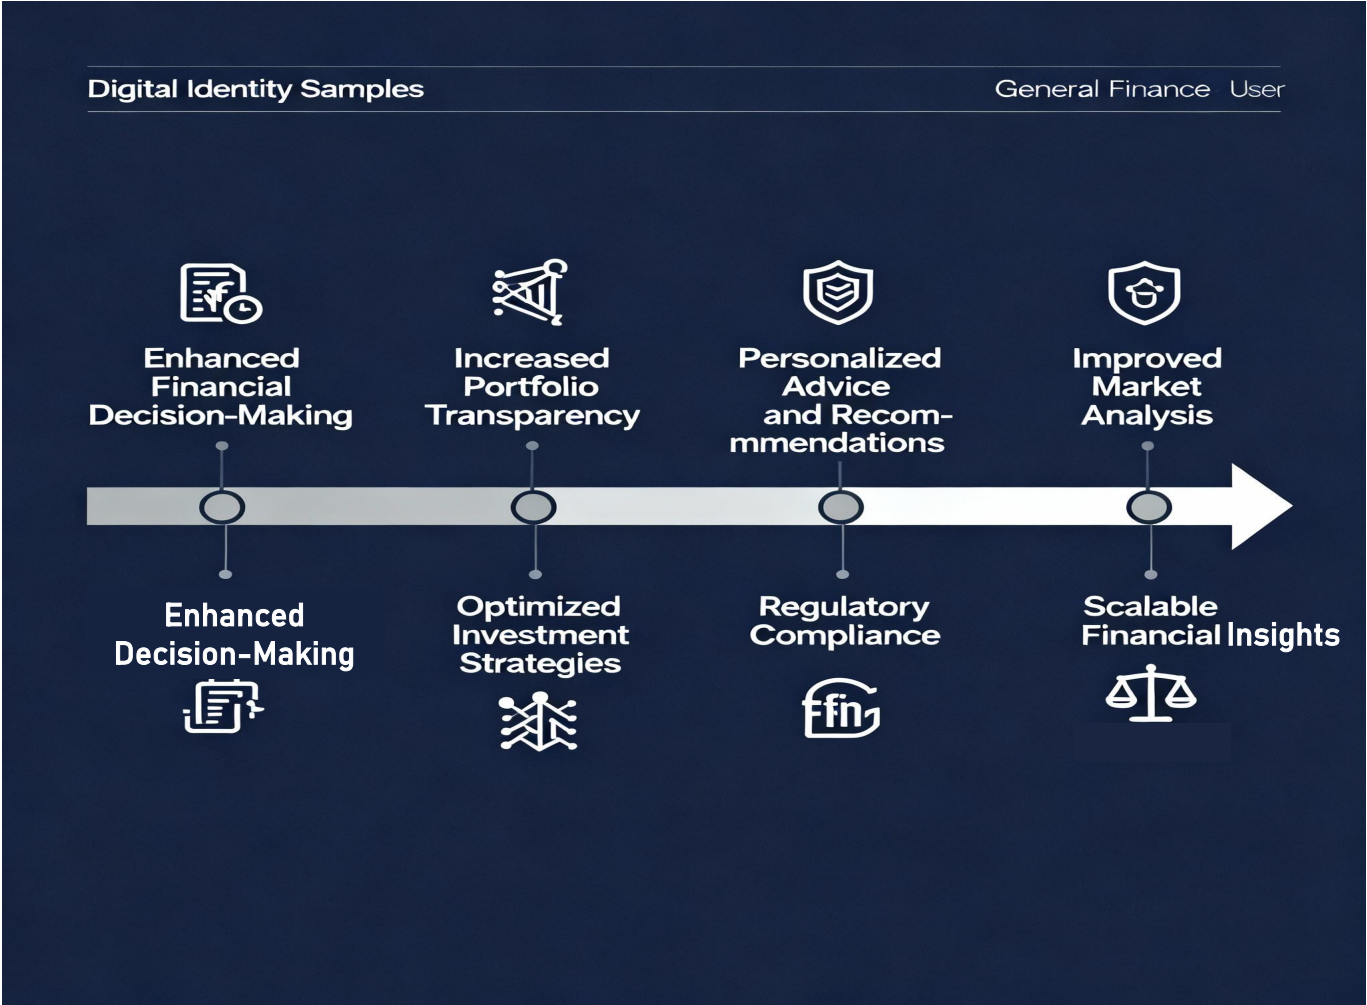 Digital Identity Samples
General Finance User
Enhanced
Financial
Decision-Making
Increased
Portfolio
Transparency
Personalized
Advice
and Recom-
mmendations
Improved
Market
Analysis
Enhanced
Decision-Making
Optimized
Investment
Strategies
Regulatory
Compliance
Ffin
Scalable
Financial Insights